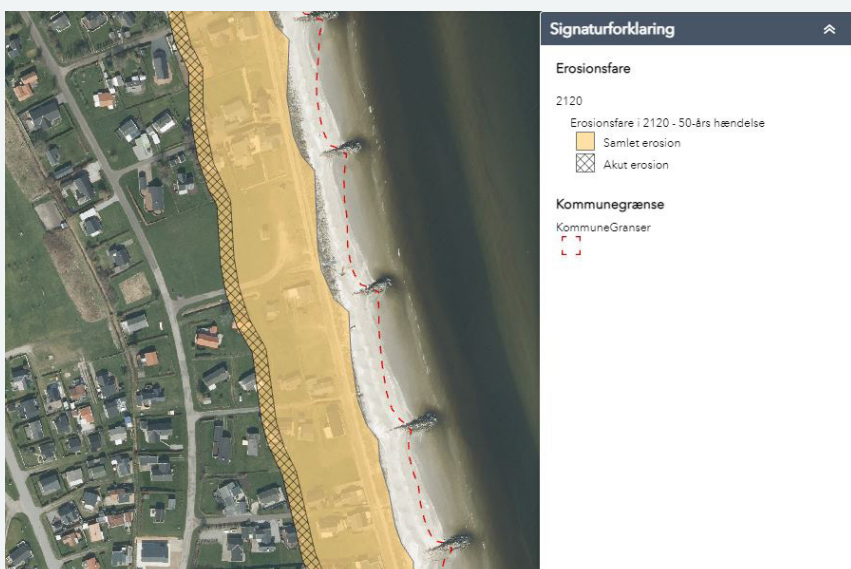 Signaturforklaring
Erosionsfare
2120
Erosionsfare i 2120 - 50-års hændelse
Samlet erosion
Akut erosion
Kommunegrænse
KommuneGranser